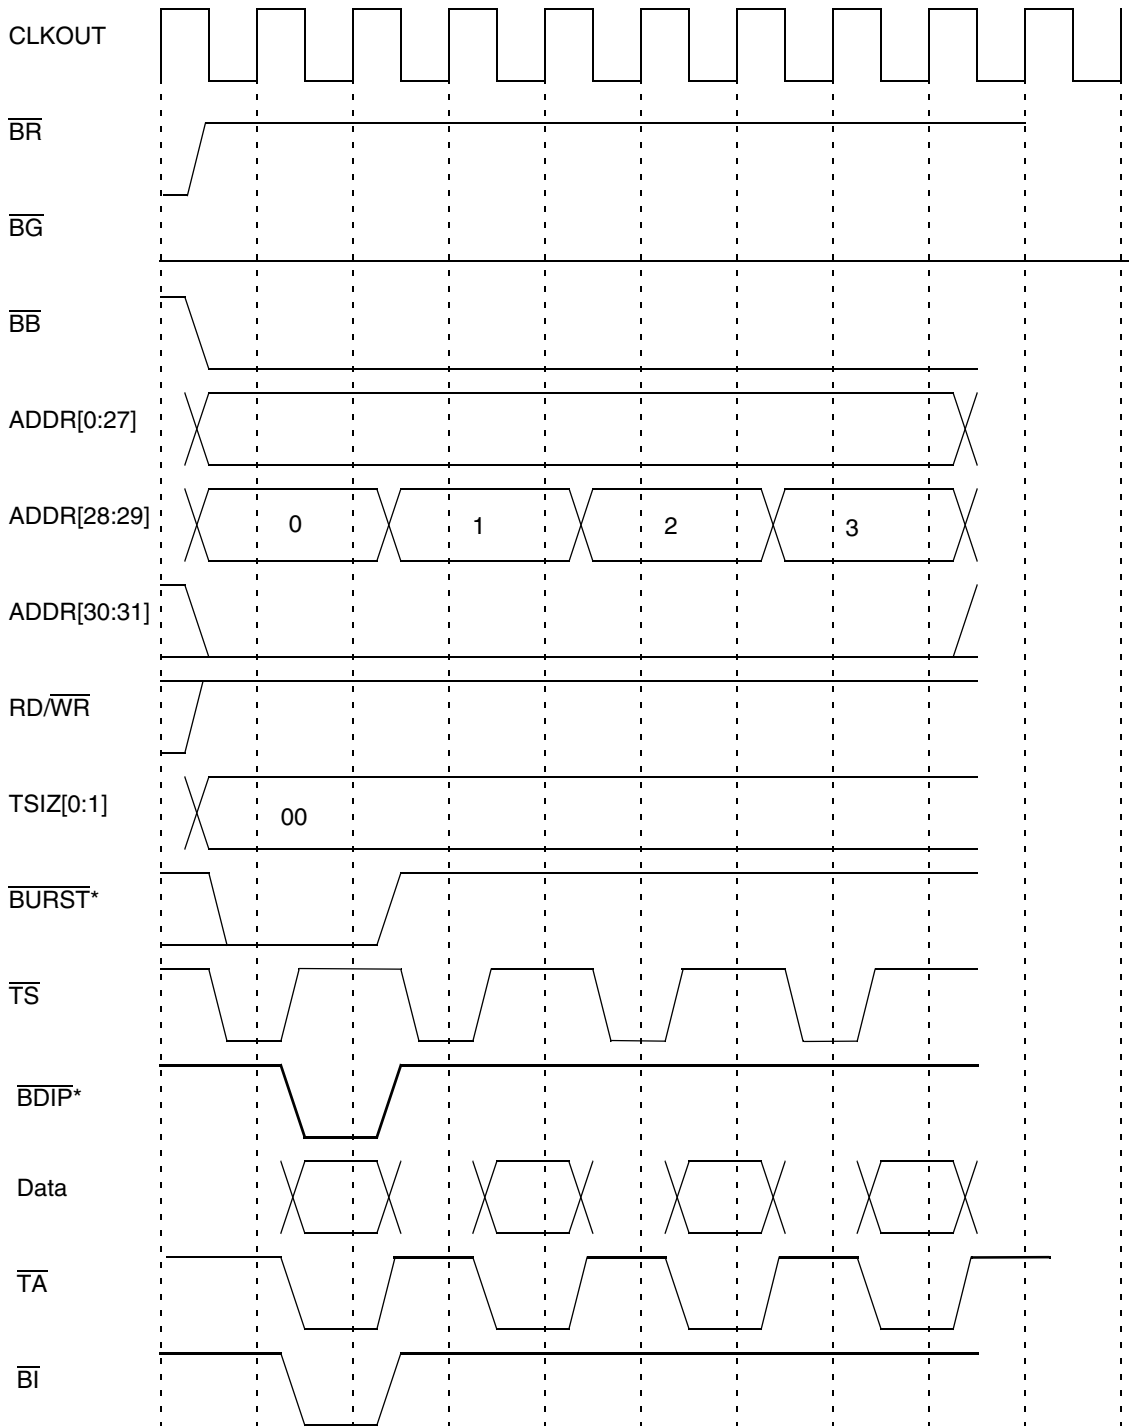 CLKOUT
BR
BG
BB
ADDR[0:27]
ADDR[28:29] 0 1 2 3
ADDR[30:31]
RD/WR
TSIZ[0:1] 00
BURST*
TS
BDIP*
Data
TA
BI